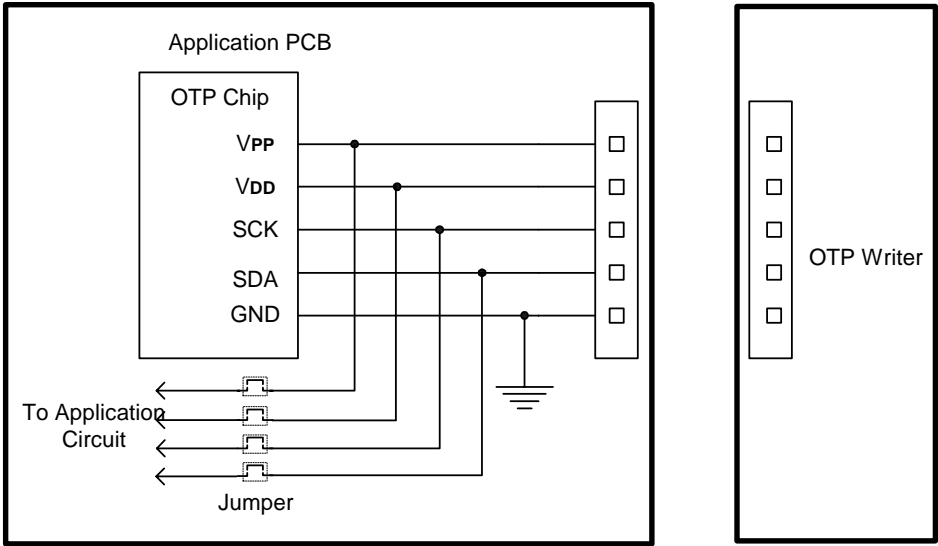 Application PCB
OTP Chip
VPP
VDD
SCK
SDA
GND
OTP Writer
To Application
Circuit
Jumper